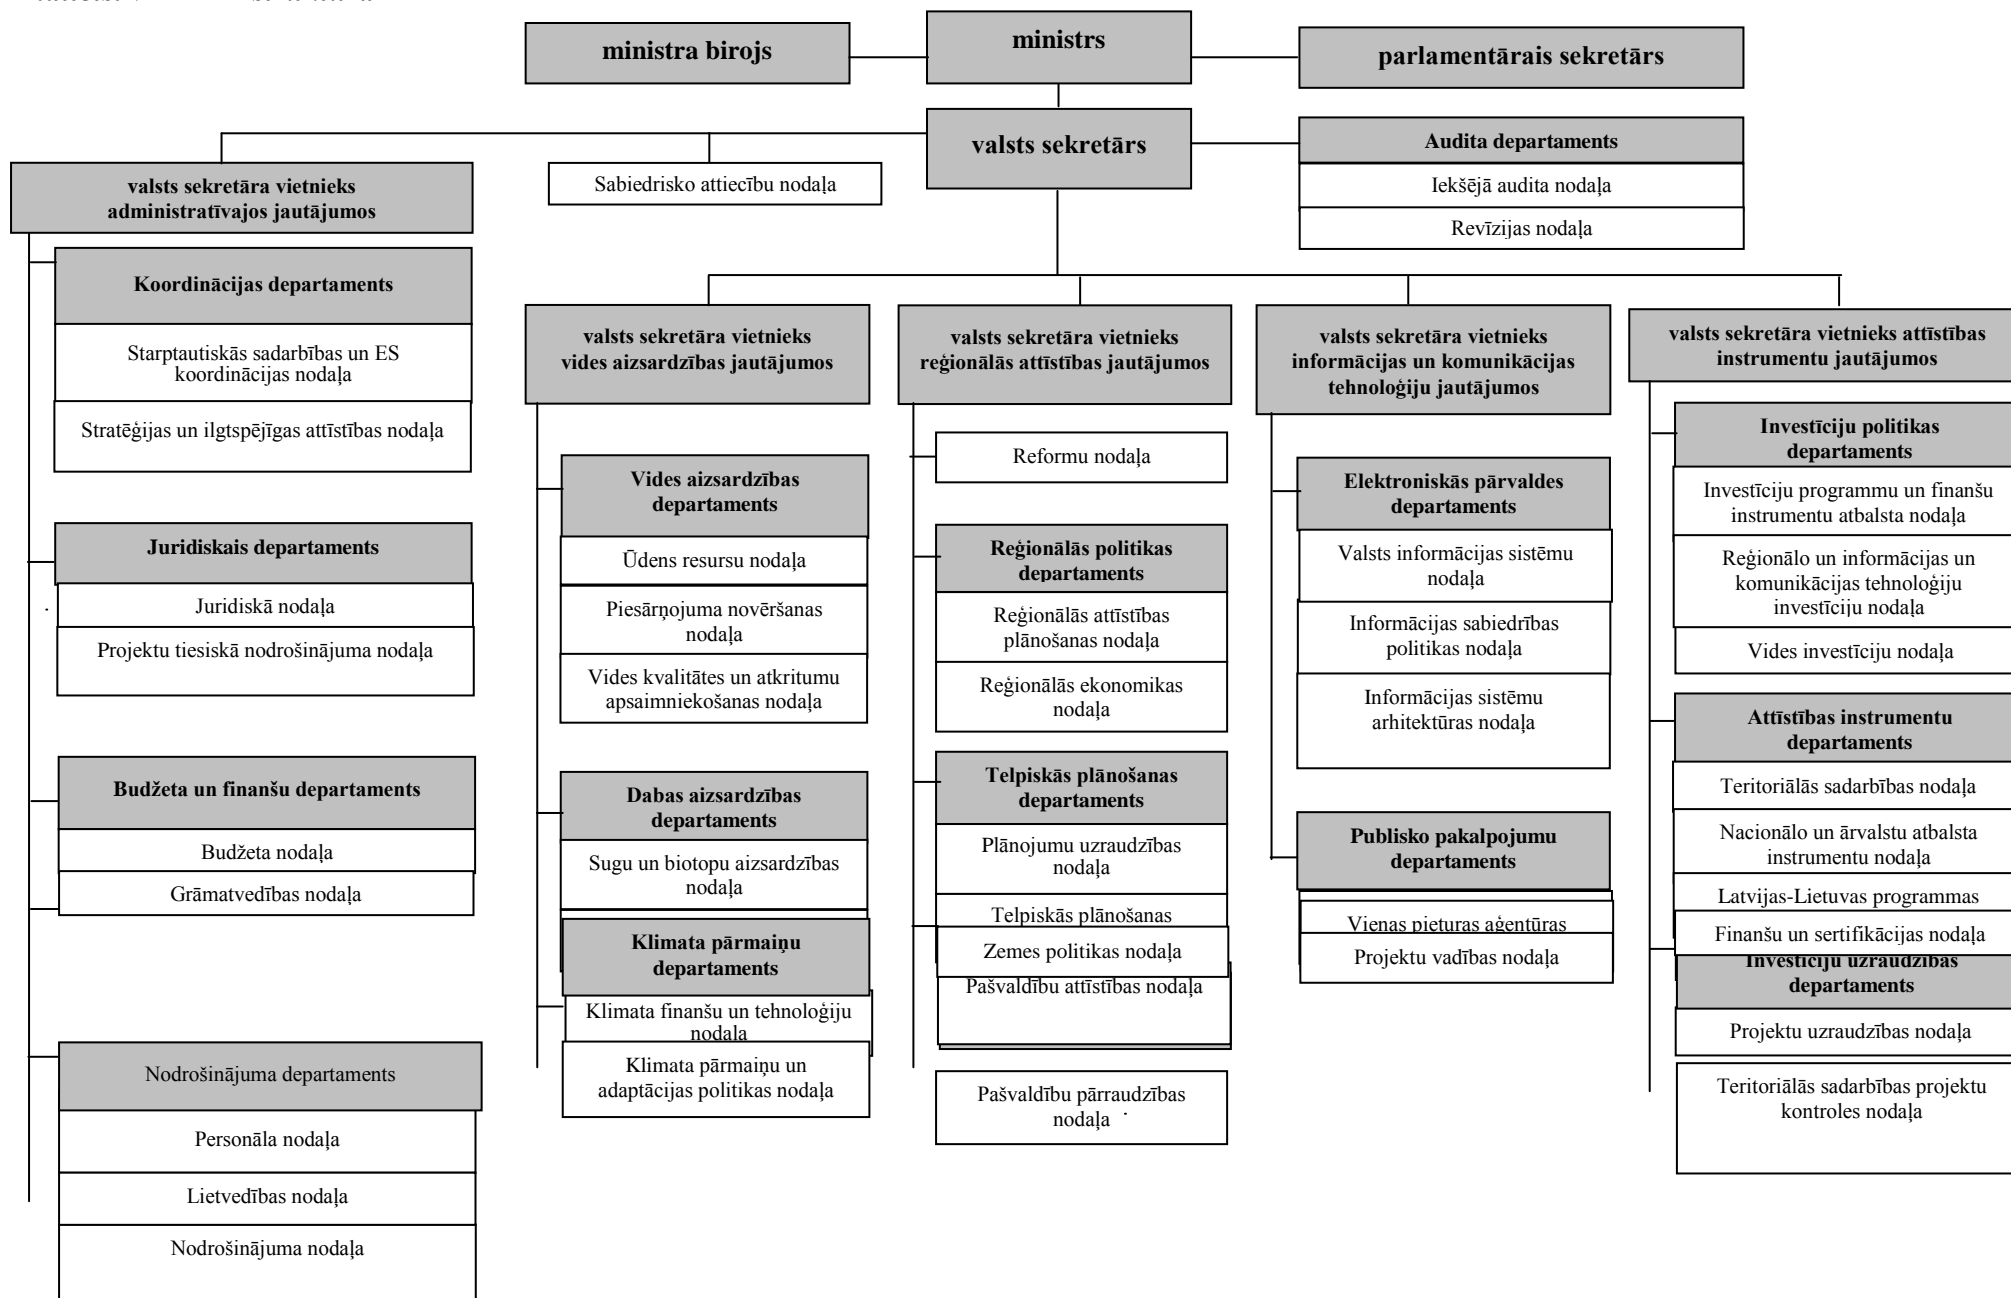 ministra birojs
ministrs
parlamentārais sekretārs
valsts sekretārs
Audita departaments
Iekšējā audita nodaļa
Revīzijas nodaļa
Sabiedrisko attiecību nodaļa
valsts sekretāra vietnieks
administratīvajos jautājumos
Koordinācijas departaments
Starptautiskās sadarbības un ES
koordinācijas nodaļa
Stratēģijas un ilgtspējīgas attīstības nodaļa
Juridiskais departaments
Juridiskā nodaļa
Projektu tiesiskā nodrošinājuma nodaļa
Budžeta un finanšu departaments
Budžeta nodaļa
Grāmatvedības nodaļa
Nodrošinājuma departaments
Personāla nodaļa
Lietvedības nodaļa
Nodrošinājuma nodaļa
valsts sekretāra vietnieks
vides aizsardzības jautājumos
Vides aizsardzības
departaments
Ūdens resursu nodaļa
Piesārņojuma novēršanas
nodaļa
Vides kvalitātes un atkritumu
apsaimniekošanas nodaļa
Dabas aizsardzības
departaments
Sugu un biotopu aizsardzības
nodaļa
Klimata pārmaiņu
departaments
Klimata finanšu un tehnoloģiju
nodaļa
Klimata pārmaiņu un
adaptācijas politikas nodaļa
valsts sekretāra vietnieks
reģionālās attīstības jautājumos
Reformu nodaļa
Reģionālās politikas
departaments
Reģionālās attīstības
plānošanas nodaļa
Reģionālās ekonomikas
nodaļa
Telpiskās plānošanas
departaments
Plānojumu uzraudzības
nodaļa
Telpiskās plānošanas
Zemes politikas nodaļa
Pašvaldību attīstības nodaļa
Pašvaldību pārraudzības
nodaļa
valsts sekretāra vietnieks
informācijas un komunikācijas
tehnoloģiju jautājumos
Elektroniskās pārvaldes
departaments
Valsts informācijas sistēmu
nodaļa
Informācijas sabiedrības
politikas nodaļa
Informācijas sistēmu
arhitektūras nodaļa
Publisko pakalpojumu
departaments
Vienas pieturas aģentūras
Projektu vadības nodaļa
valsts sekretāra vietnieks attīstības
instrumentu jautājumos
Investīciju politikas
departaments
Investīciju programmu un finanšu
instrumentu atbalsta nodaļa
Reģionālo un informācijas un
komunikācijas tehnoloģiju
investīciju nodaļa
Vides investīciju nodaļa
Attīstības instrumentu
departaments
Teritoriālās sadarbības nodaļa
Nacionālo un ārvalstu atbalsta
instrumentu nodaļa
Latvijas-Lietuvas programmas
Finanšu un sertifikācijas nodaļa
Investīciju uzraudzības
departaments
Projektu uzraudzības nodaļa
Teritoriālās sadarbības projektu
kontroles nodaļa